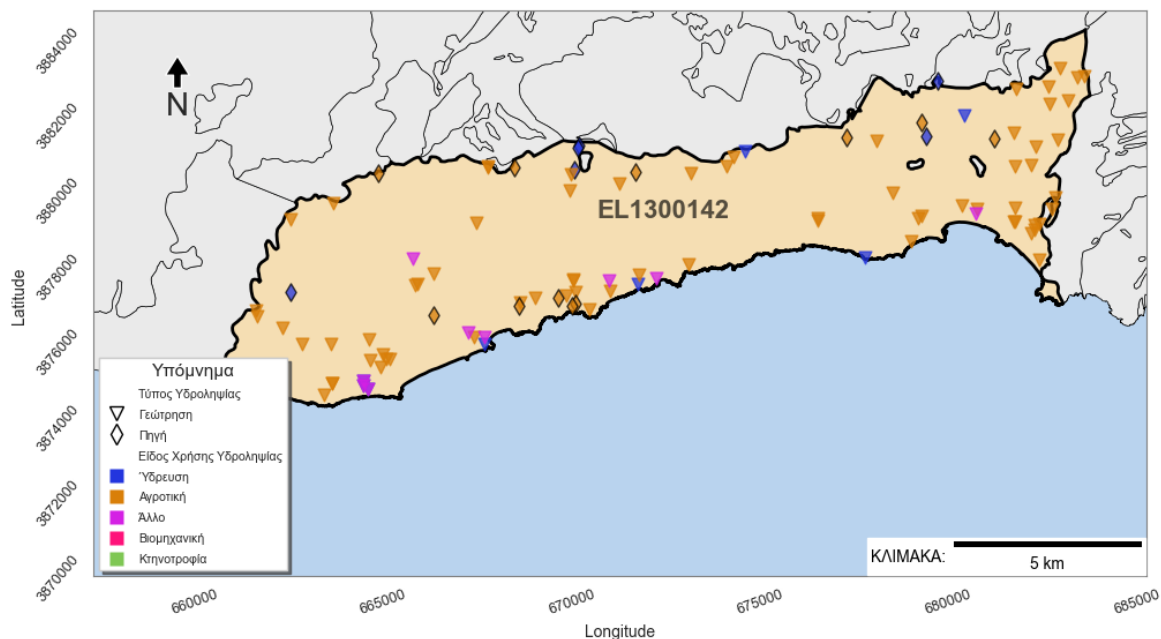 3884000
3882000
3880000
3878000
3876000
3874000
3872000
3870000
Latitude
N
EL1300142
Υπόμνημα
Τύπος Υδροληψίας
Γεώτρηση
Πηγή
Είδος Χρήσης Υδροληψίας
Ύδρευση
Αγροτική
Άλλο
Βιομηχανική
Κτηνοτροφία
ΚΛΙΜΑΚΑ:
5 km
660000
665000
670000
675000
680000
685000
Longitude